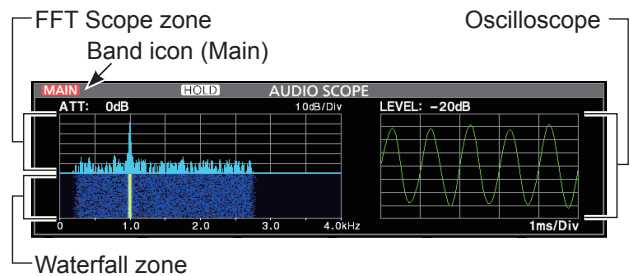 FFT Scope zone
Oscilloscope
Band icon (Main)
MAIN HOLD AUDIO SCOPE
ATT: 0dB 10dB/Div LEVEL: -20dB
0 1.0 2.0 3.0 4.0kHz 1ms/Div
Waterfall zone